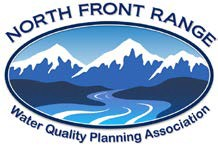 NORTH FRONT RANGE
Water Quality Planning Association